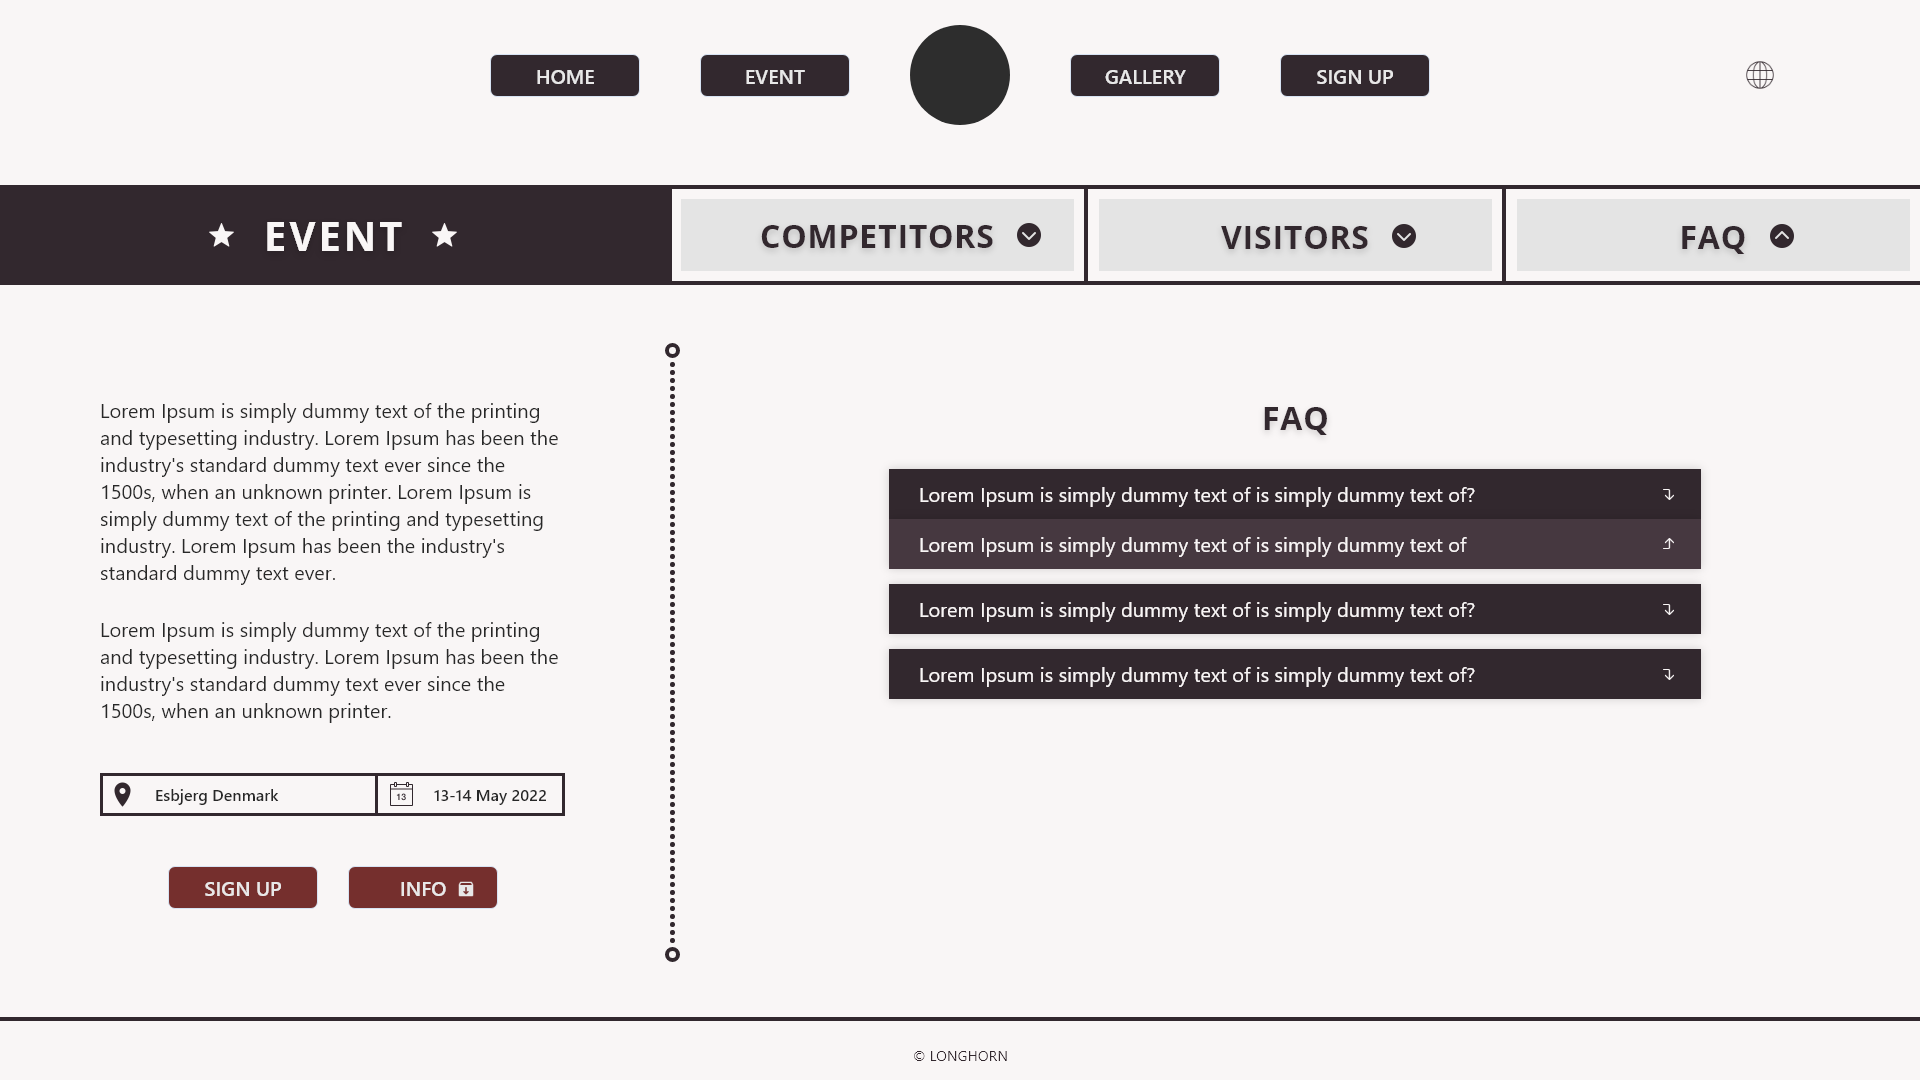 HOME
EVENT
GALLERY
SIGN UP
EVENT
COMPETITORS
VISITORS
FAQ
Lorem Ipsum is simply dummy text of the printing
and typesetting industry. Lorem Ipsum has been the
industry's standard dummy text ever since the
1500s, when an unknown printer. Lorem Ipsum is
simply dummy text of the printing and typesetting
industry. Lorem Ipsum has been the industry's
standard dummy text ever.
Lorem Ipsum is simply dummy text of the printing
and typesetting industry. Lorem Ipsum has been the
industry's standard dummy text ever since the
1500s, when an unknown printer.
Esbjerg Denmark
13
13-14 May 2022
SIGN UP
INFO
FAQ
Lorem Ipsum is simply dummy text of is simply dummy text of?
Lorem Ipsum is simply dummy text of is simply dummy text of
Lorem Ipsum is simply dummy text of is simply dummy text of?
Lorem Ipsum is simply dummy text of is simply dummy text of?
© LONGHORN